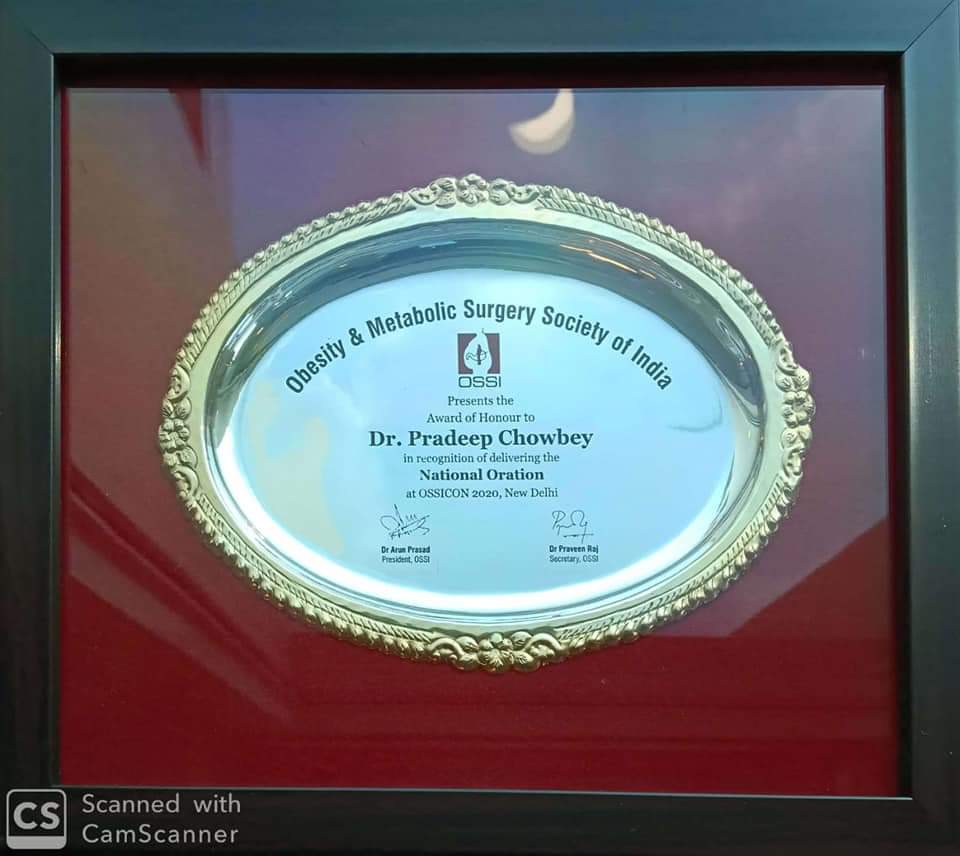 Obesity & Metabolic Surgery Society of India
OSSI
Presents the
Award of Honour to
Dr. Pradeep Chowbey
in recognition of delivering the
National Oration
at OSSICON 2020, New Delhi
Dr Arun Prasad
President, OSSI
Dr Praveen Raj
Secretary, OSSI
CS
Scanned with
CamScanner